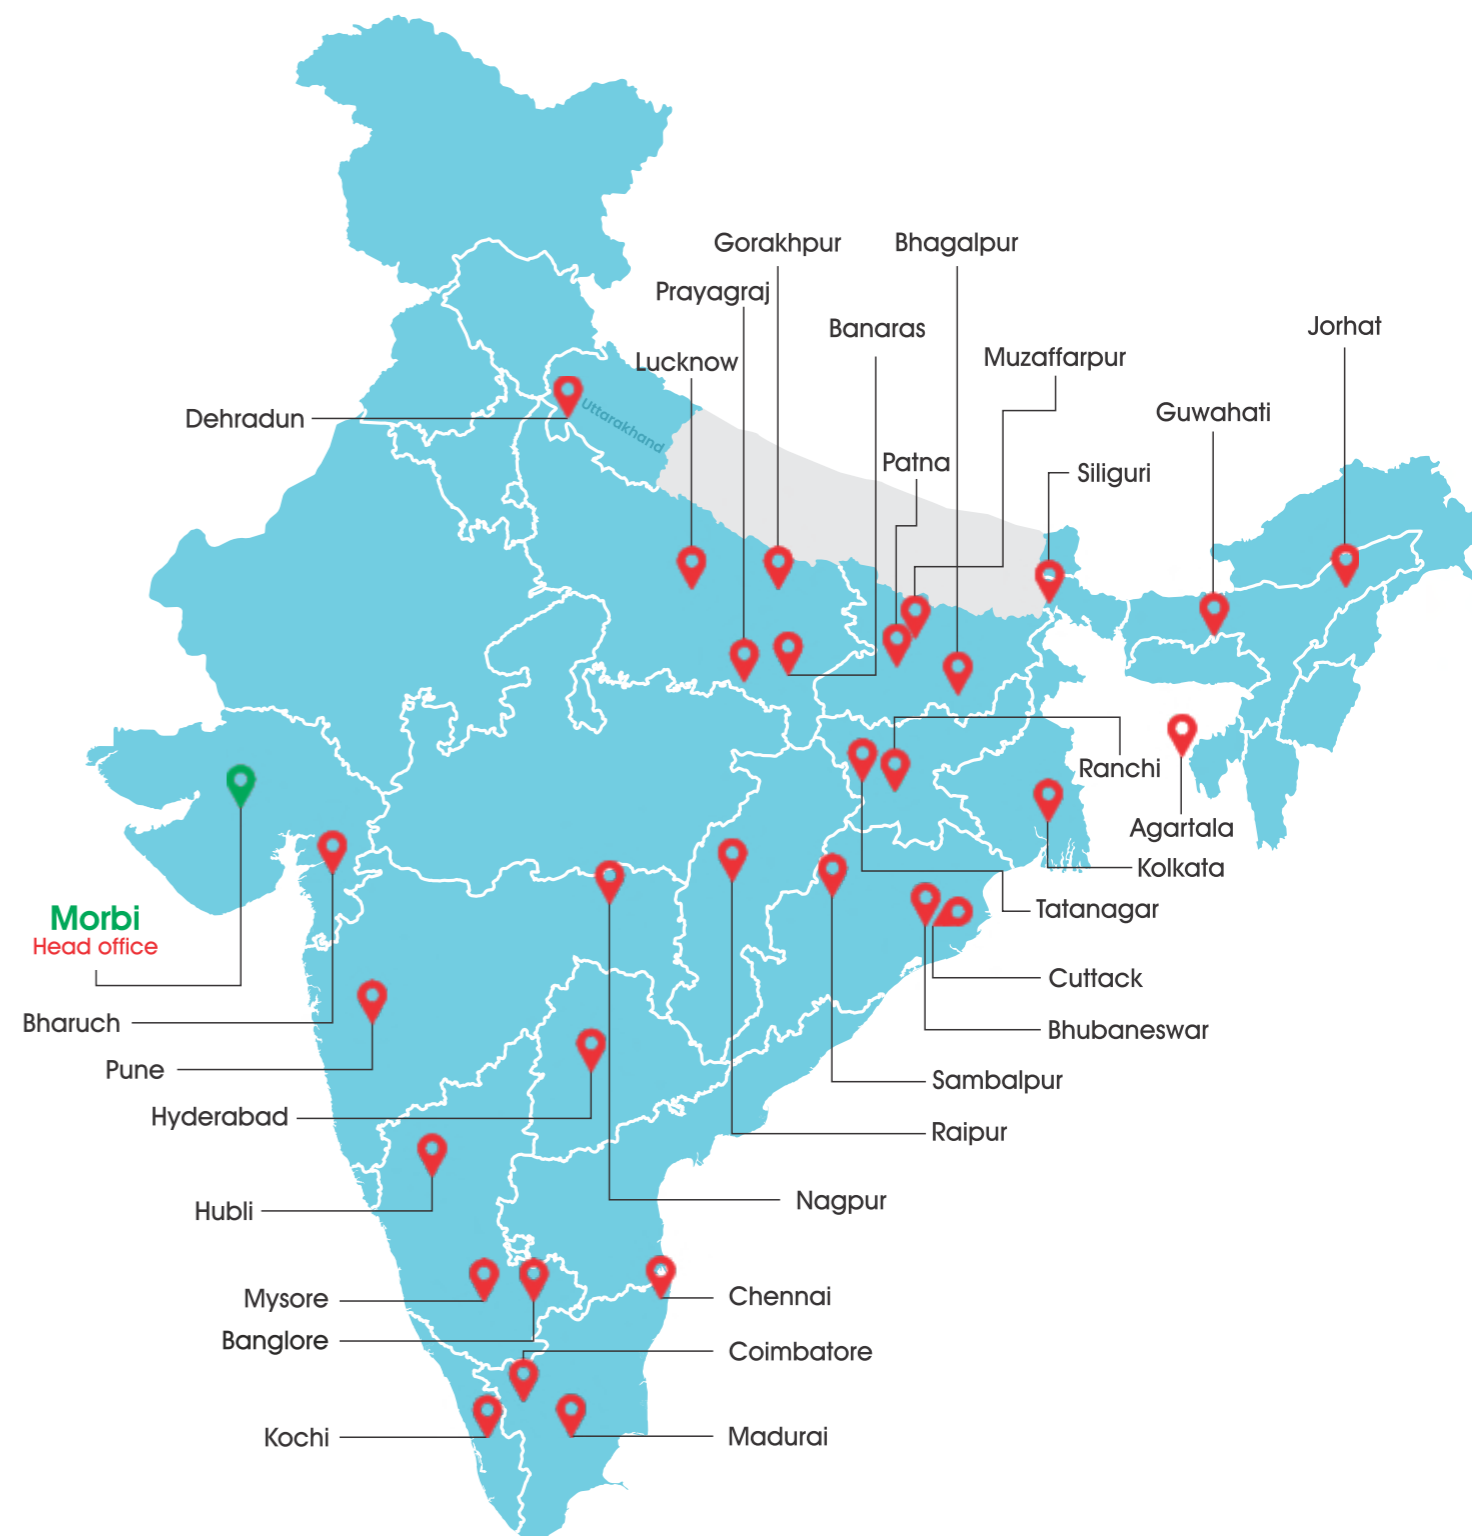 Gorakhpur
Bhagalpur
Prayagraj
Banaras
Jorhat
Lucknow
Muzaffarpur
Dehradun
Uttarakhand
Guwahati
Patna
Siliguri
Ranchi
Agartala
Kolkata
Morbi
Head office
Tatanagar
Cuttack
Bharuch
Bhubaneswar
Pune
Sambalpur
Hyderabad
Raipur
Hubli
Nagpur
Mysore
Chennai
Banglore
Coimbatore
Kochi
Madurai